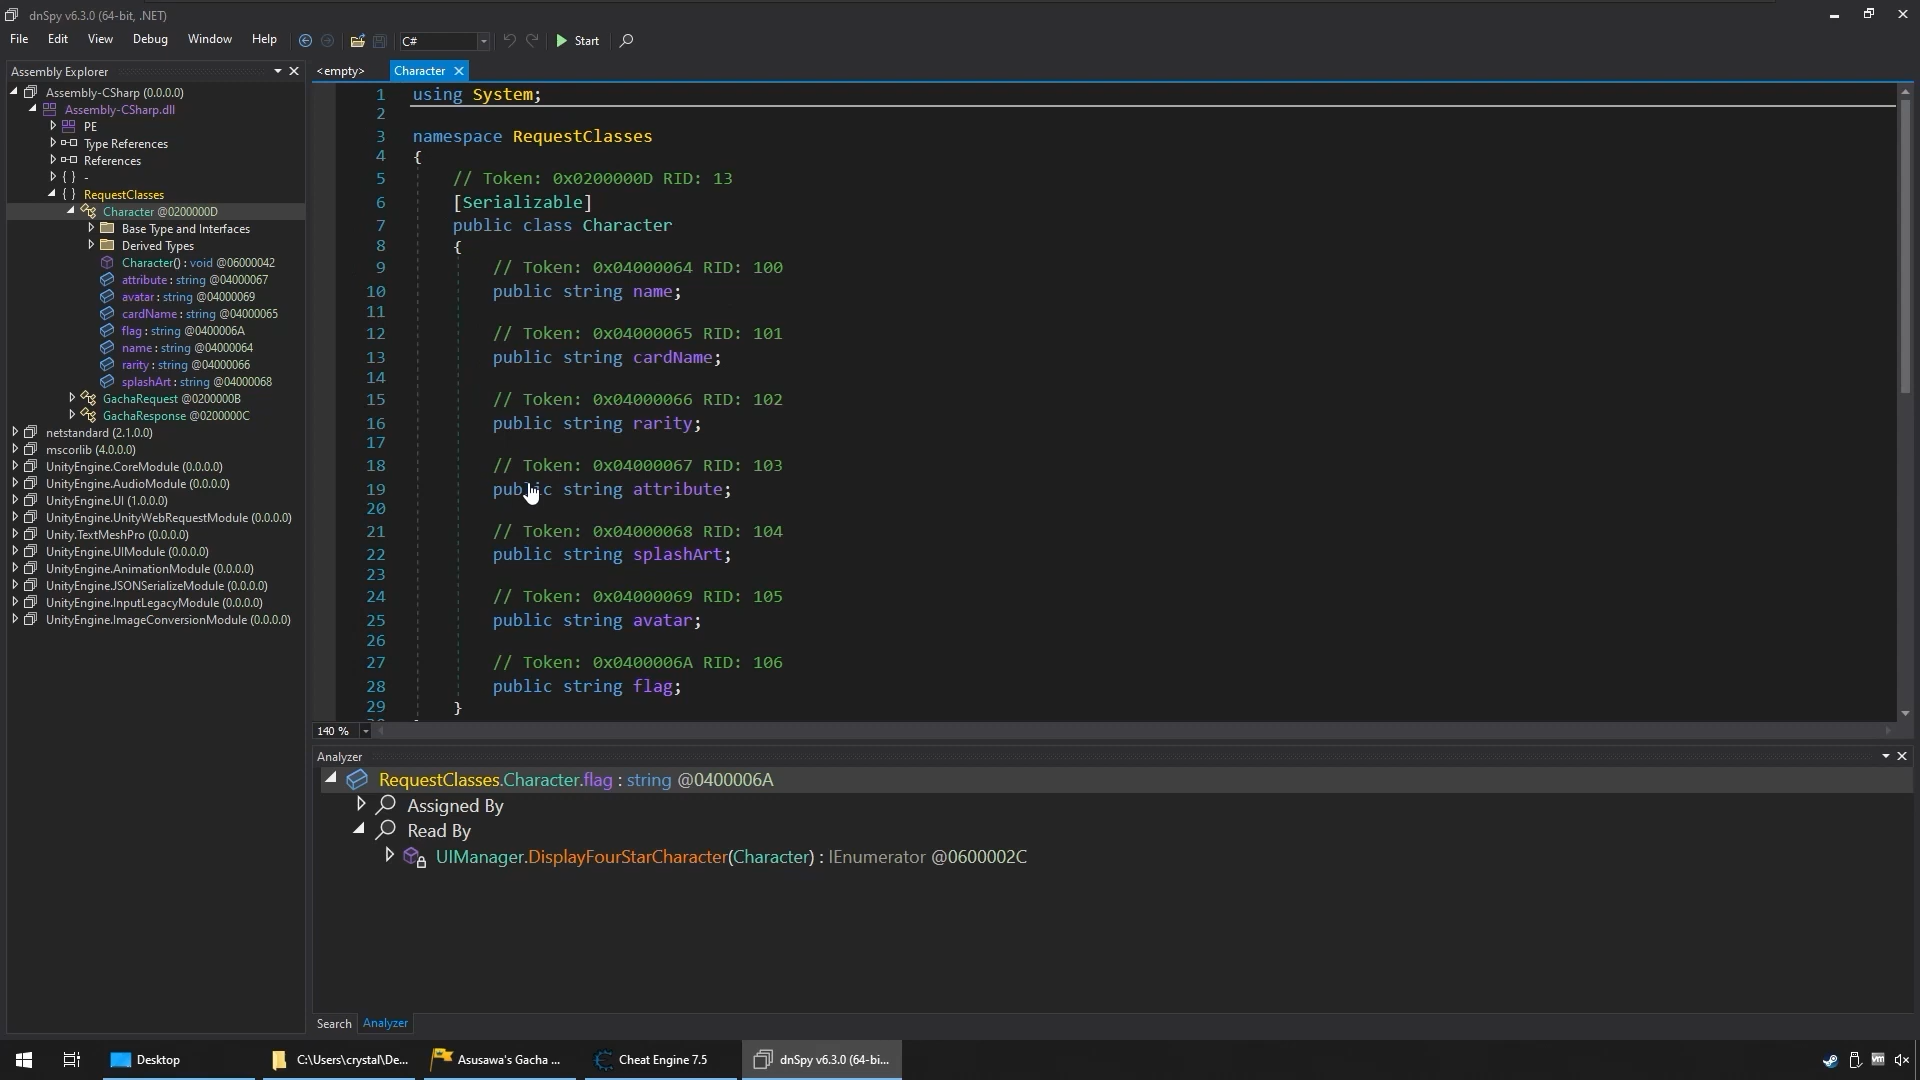 dnSpy v6.3.0 (64-bit, .NET)
File Edit View Debug Window Help C# Start
Assembly Explorer
Assembly-CSharp (0.0.0.0)
Assembly-CSharp.dll
PE
Type References
References
{ } -
{ } RequestClasses
Character @0200000D
Base Type and Interfaces
Derived Types
Character() : void @06000042
attribute : string @04000067
avatar : string @04000069
cardName : string @04000065
flag : string @0400006A
name : string @04000064
rarity : string @04000066
splashArt : string @04000068
GachaRequest @0200000B
GachaResponse @0200000C
netstandard (2.1.0.0)
mscorlib (4.0.0.0)
UnityEngine.CoreModule (0.0.0.0)
UnityEngine.AudioModule (0.0.0.0)
UnityEngine.UI (1.0.0.0)
UnityEngine.UnityWebRequestModule (0.0.0.0)
Unity.TextMeshPro (0.0.0.0)
UnityEngine.UIModule (0.0.0.0)
UnityEngine.AnimationModule (0.0.0.0)
UnityEngine.JSONSerializeModule (0.0.0.0)
UnityEngine.InputLegacyModule (0.0.0.0)
UnityEngine.ImageConversionModule (0.0.0.0)
<empty> Character
1 using System;
2
3 namespace RequestClasses
4 {
5 // Token: 0x0200000D RID: 13
6 [Serializable]
7 public class Character
8 {
9 // Token: 0x04000064 RID: 100
10 public string name;
11
12 // Token: 0x04000065 RID: 101
13 public string cardName;
14
15 // Token: 0x04000066 RID: 102
16 public string rarity;
17
18 // Token: 0x04000067 RID: 103
19 public string attribute;
20
21 // Token: 0x04000068 RID: 104
22 public string splashArt;
23
24 // Token: 0x04000069 RID: 105
25 public string avatar;
26
27 // Token: 0x0400006A RID: 106
28 public string flag;
29 }
140 %
Analyzer
RequestClasses.Character.flag : string @0400006A
Assigned By
Read By
UIManager.DisplayFourStarCharacter(Character) : IEnumerator @0600002C
Search Analyzer
Desktop C:\Users\crystal\De... Asusawa's Gacha ... Cheat Engine 7.5 dnSpy v6.3.0 (64-bi...